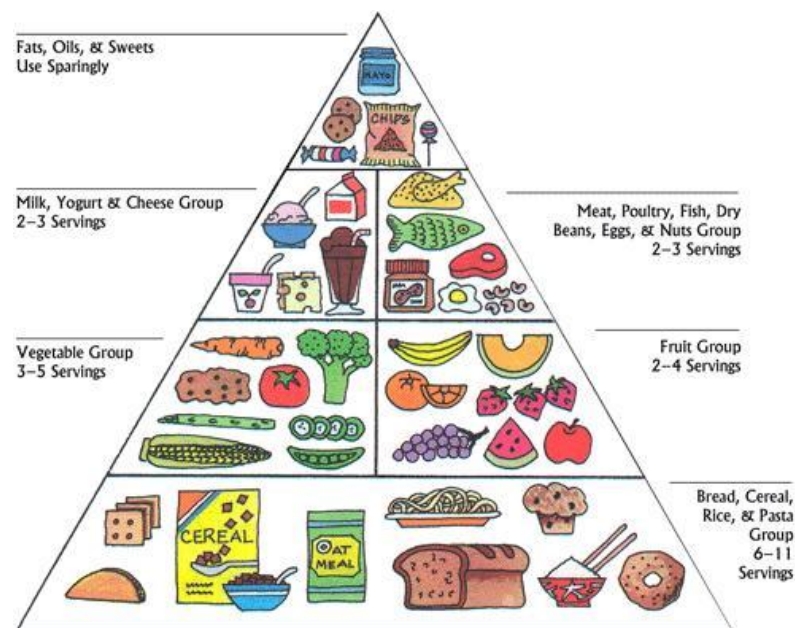 Fats, Oils, & Sweets
Use Sparingly
MAYO
CHIPS
Milk, Yogurt & Cheese Group
2–3 Servings
Meat, Poultry, Fish, Dry
Beans, Eggs, & Nuts Group
2–3 Servings
Vegetable Group
3–5 Servings
Fruit Group
2–4 Servings
Bread, Cereal,
Rice, & Pasta
Group
6–11
Servings
CEREAL
OAT
MEAL